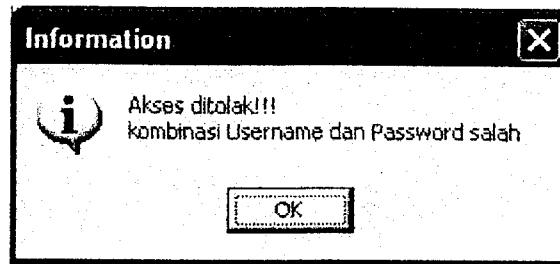 Information
Akses ditolak!!!
kombinasi Username dan Password salah
OK